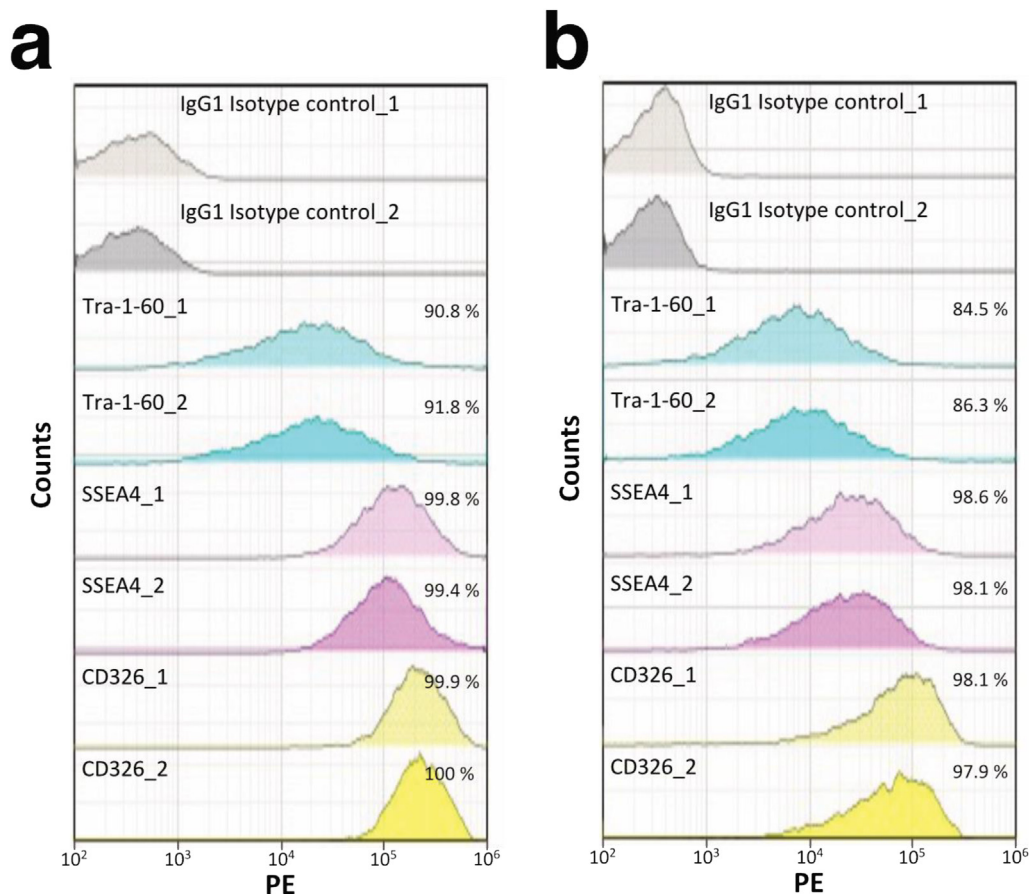 a
IgG1 Isotype control_1
IgG1 Isotype control_2
Tra-1-60_1
90.8 %
Tra-1-60_2
91.8 %
SSEA4_1
99.8 %
SSEA4_2
99.4 %
CD326_1
99.9 %
CD326_2
100 %
Counts
10² 10³ 10⁴ 10⁵ 10⁶
PE
b
IgG1 Isotype control_1
IgG1 Isotype control_2
Tra-1-60_1
84.5 %
Tra-1-60_2
86.3 %
SSEA4_1
98.6 %
SSEA4_2
98.1 %
CD326_1
98.1 %
CD326_2
97.9 %
Counts
10² 10³ 10⁴ 10⁵ 10⁶
PE